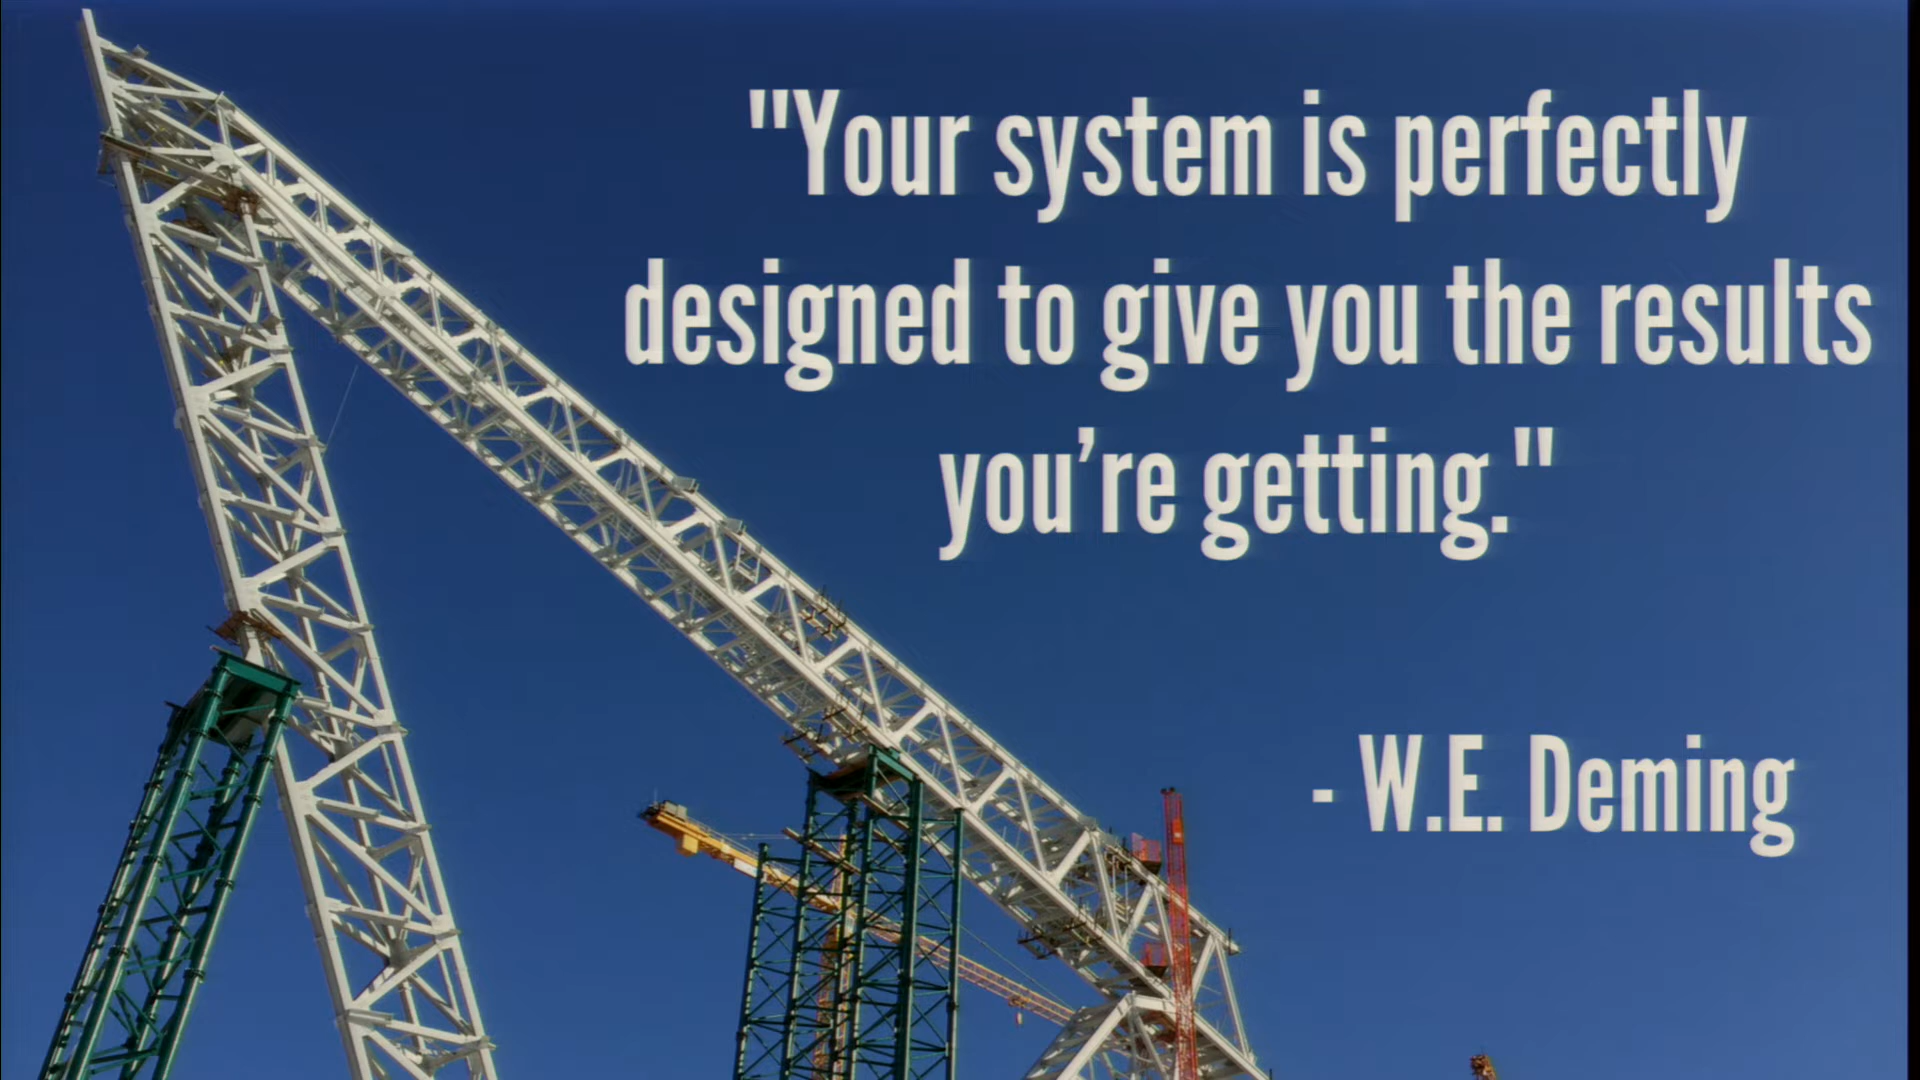 "Your system is perfectly
designed to give you the results
you’re getting."
- W.E. Deming